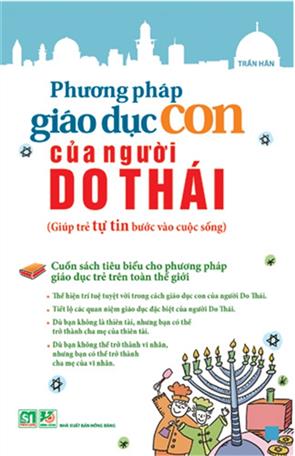 TRẦN HÂN
Phương pháp
giáo dục con
của người
DO THÁI
(Giúp trẻ tự tin bước vào cuộc sống)
Cuốn sách tiêu biểu cho phương pháp
giáo dục trẻ trên toàn thế giới
• Thể hiện trí tuệ tuyệt vời trong cách giáo dục con của người Do Thái.
• Tiết lộ các quan niệm giáo dục đặc biệt của người Do Thái.
• Dù bạn không là thiên tài, nhưng bạn có thể
trở thành cha mẹ của thiên tài.
• Dù bạn không thể trở thành vĩ nhân,
nhưng bạn có thể trở thành
cha mẹ của vĩ nhân.
NHÀ XUẤT BẢN HỒNG BÀNG